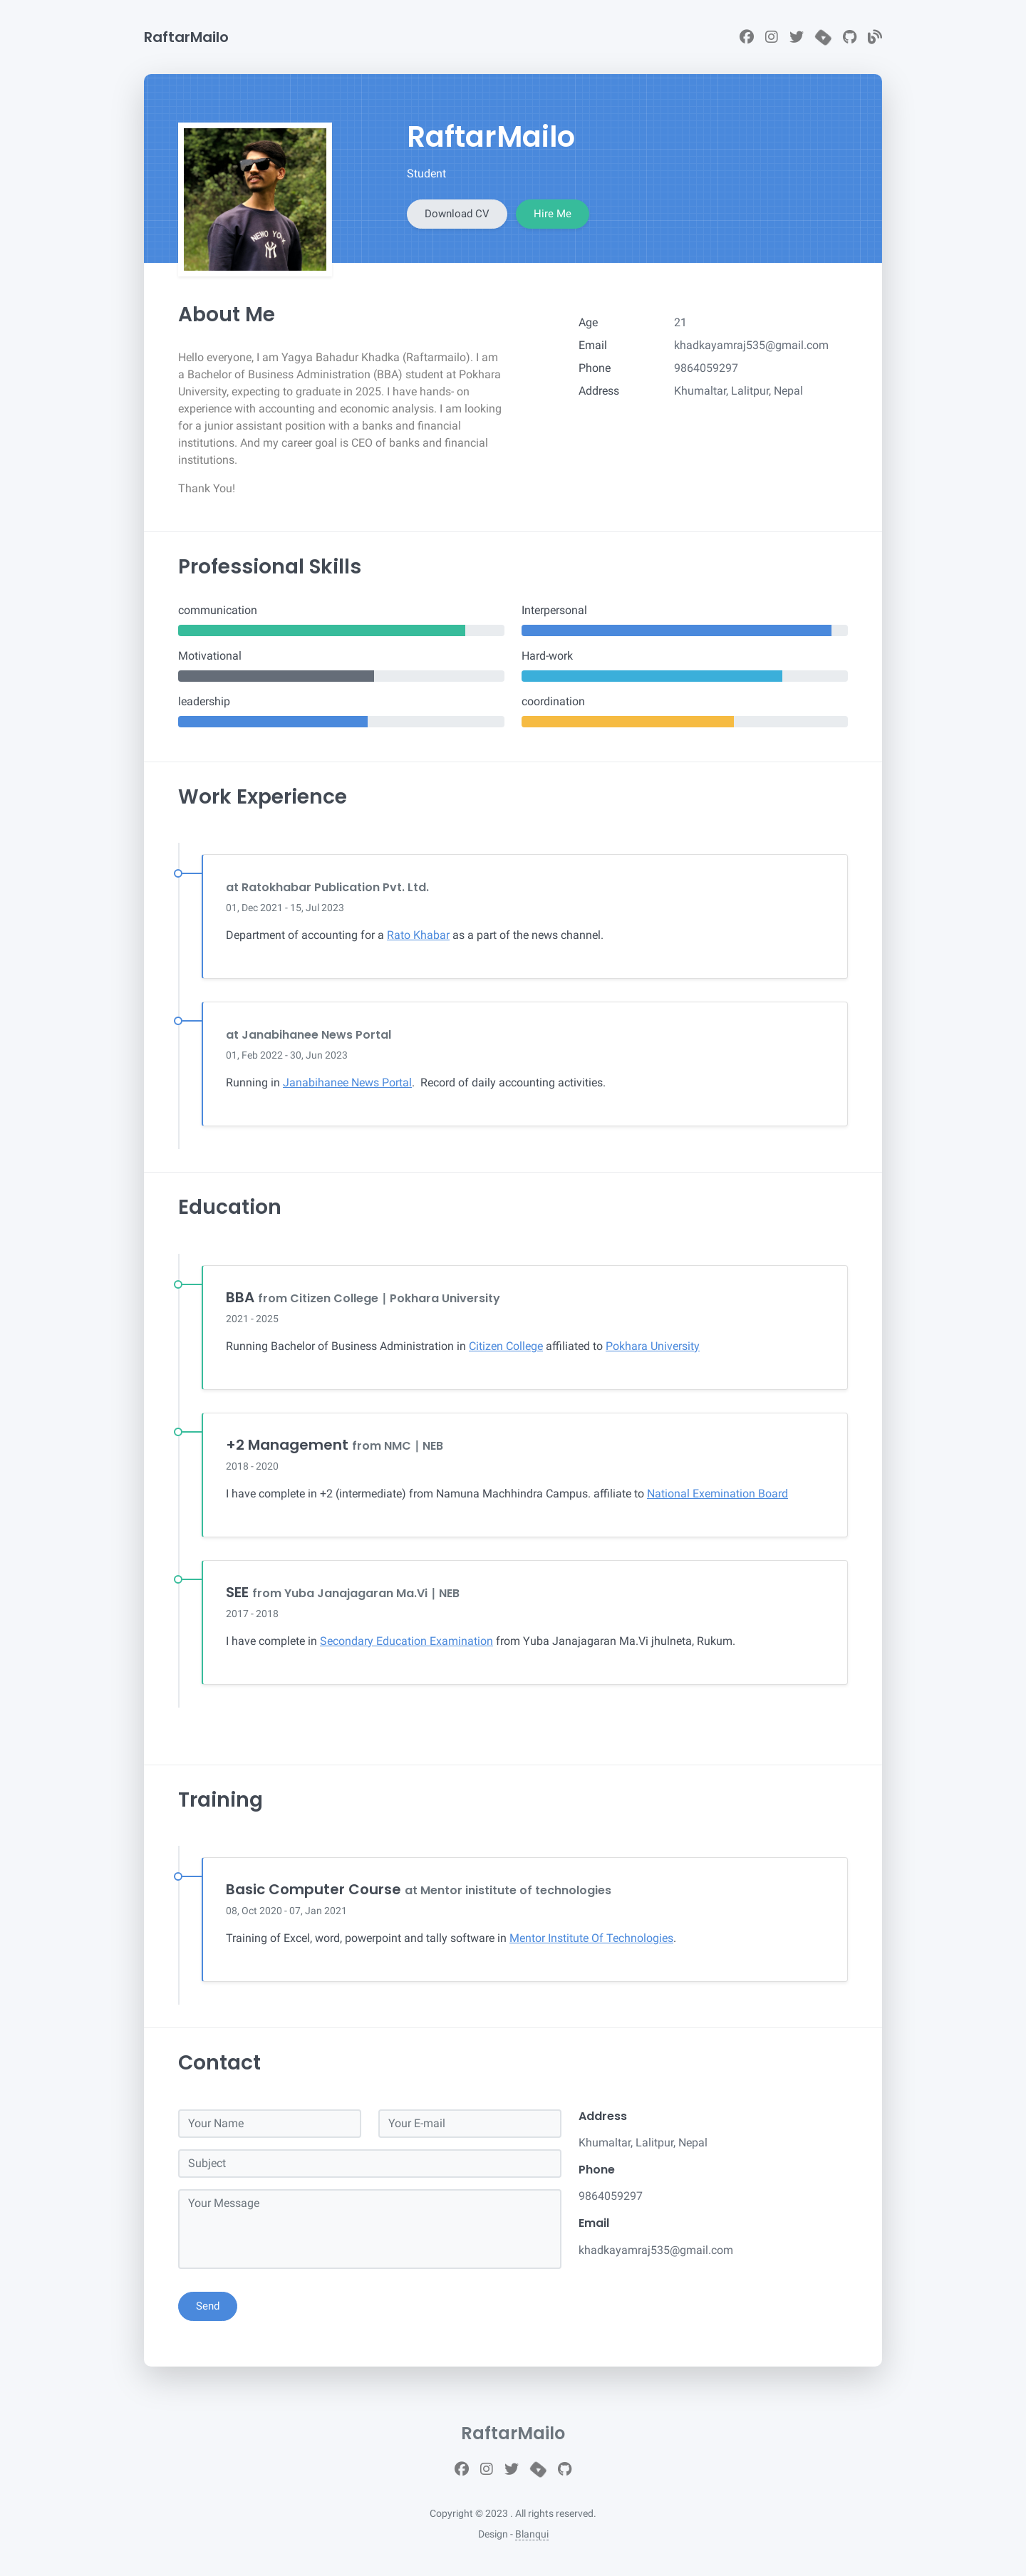 RaftarMailo
RaftarMailo
Student
Download CV
Hire Me
NEWO YO
About Me
Hello everyone, I am Yagya Bahadur Khadka (Raftarmailo). I am
a Bachelor of Business Administration (BBA) student at Pokhara
University, expecting to graduate in 2025. I have hands- on
experience with accounting and economic analysis. I am looking
for a junior assistant position with a banks and financial
institutions. And my career goal is CEO of banks and financial
institutions.
Thank You!
Age 21
Email khadkayamraj535@gmail.com
Phone 9864059297
Address Khumaltar, Lalitpur, Nepal
Professional Skills
communication
Interpersonal
Motivational
Hard-work
leadership
coordination
Work Experience
at Ratokhabar Publication Pvt. Ltd.
01, Dec 2021 - 15, Jul 2023
Department of accounting for a Rato Khabar as a part of the news channel.
at Janabihanee News Portal
01, Feb 2022 - 30, Jun 2023
Running in Janabihanee News Portal.  Record of daily accounting activities.
Education
BBA from Citizen College | Pokhara University
2021 - 2025
Running Bachelor of Business Administration in Citizen College affiliated to Pokhara University
+2 Management from NMC | NEB
2018 - 2020
I have complete in +2 (intermediate) from Namuna Machhindra Campus. affiliate to National Exemination Board
SEE from Yuba Janajagaran Ma.Vi | NEB
2017 - 2018
I have complete in Secondary Education Examination from Yuba Janajagaran Ma.Vi jhulneta, Rukum.
Training
Basic Computer Course at Mentor inistitute of technologies
08, Oct 2020 - 07, Jan 2021
Training of Excel, word, powerpoint and tally software in Mentor Institute Of Technologies.
Contact
Your Name
Your E-mail
Subject
Your Message
Send
Address
Khumaltar, Lalitpur, Nepal
Phone
9864059297
Email
khadkayamraj535@gmail.com
RaftarMailo
Copyright © 2023 . All rights reserved.
Design - Blanqui